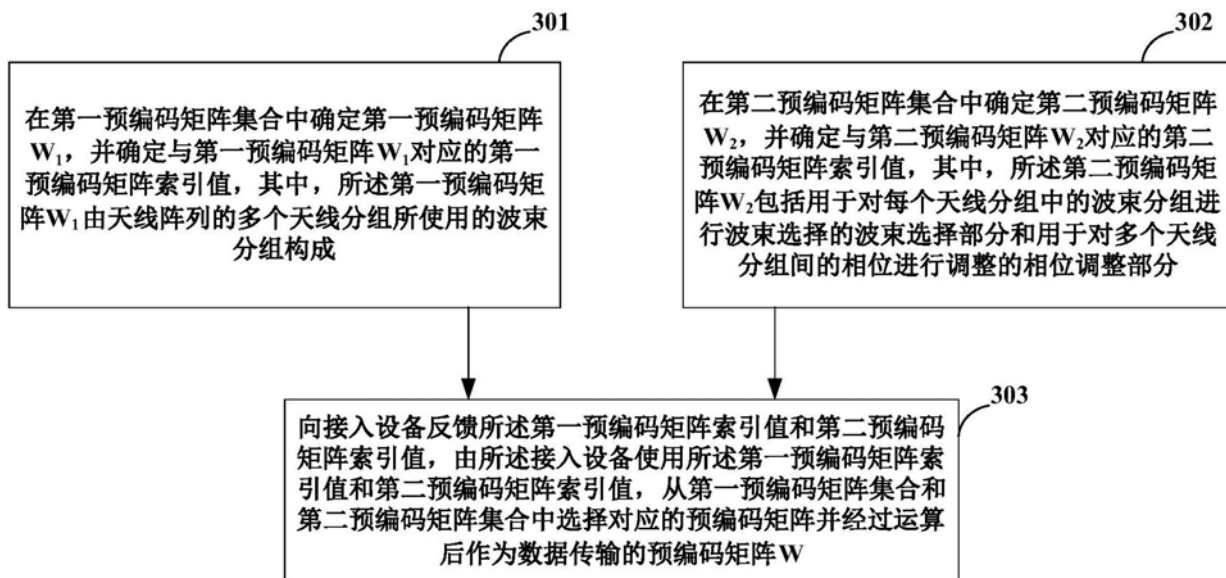 301
在第一预编码矩阵集合中确定第一预编码矩阵
W₁，并确定与第一预编码矩阵W₁对应的第一
预编码矩阵索引值，其中，所述第一预编码矩
阵W₁由天线阵列的多个天线分组所使用的波束
分组构成
302
在第二预编码矩阵集合中确定第二预编码矩阵
W₂，并确定与第二预编码矩阵W₂对应的第二
预编码矩阵索引值，其中，所述第二预编码矩
阵W₂包括用于对每个天线分组中的波束分组进
行波束选择的波束选择部分和用于对多个天线
分组间的相位进行调整的相位调整部分
303
向接入设备反馈所述第一预编码矩阵索引值和第二预编码
矩阵索引值，由所述接入设备使用所述第一预编码矩阵索
引值和第二预编码矩阵索引值，从第一预编码矩阵集合和
第二预编码矩阵集合中选择对应的预编码矩阵并经过运算
后作为数据传输的预编码矩阵W